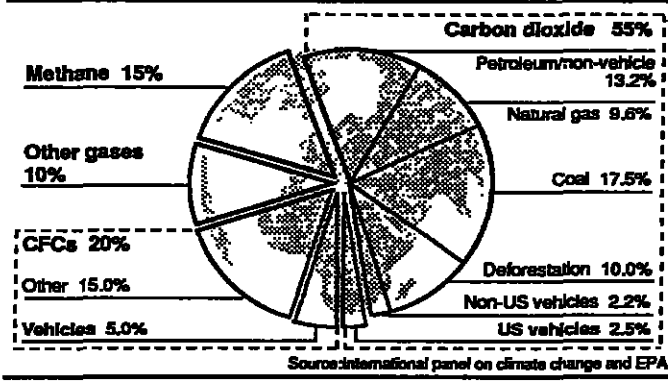 Carbon dioxide 55%
Petroleum/non-vehicle
13.2%
Natural gas 9.6%
Coal 17.5%
Deforestation 10.0%
Non-US vehicles 2.2%
US vehicles 2.5%
Methane 15%
Other gases
10%
CFCs 20%
Other 15.0%
Vehicles 5.0%
Source:International panel on climate change and EPA